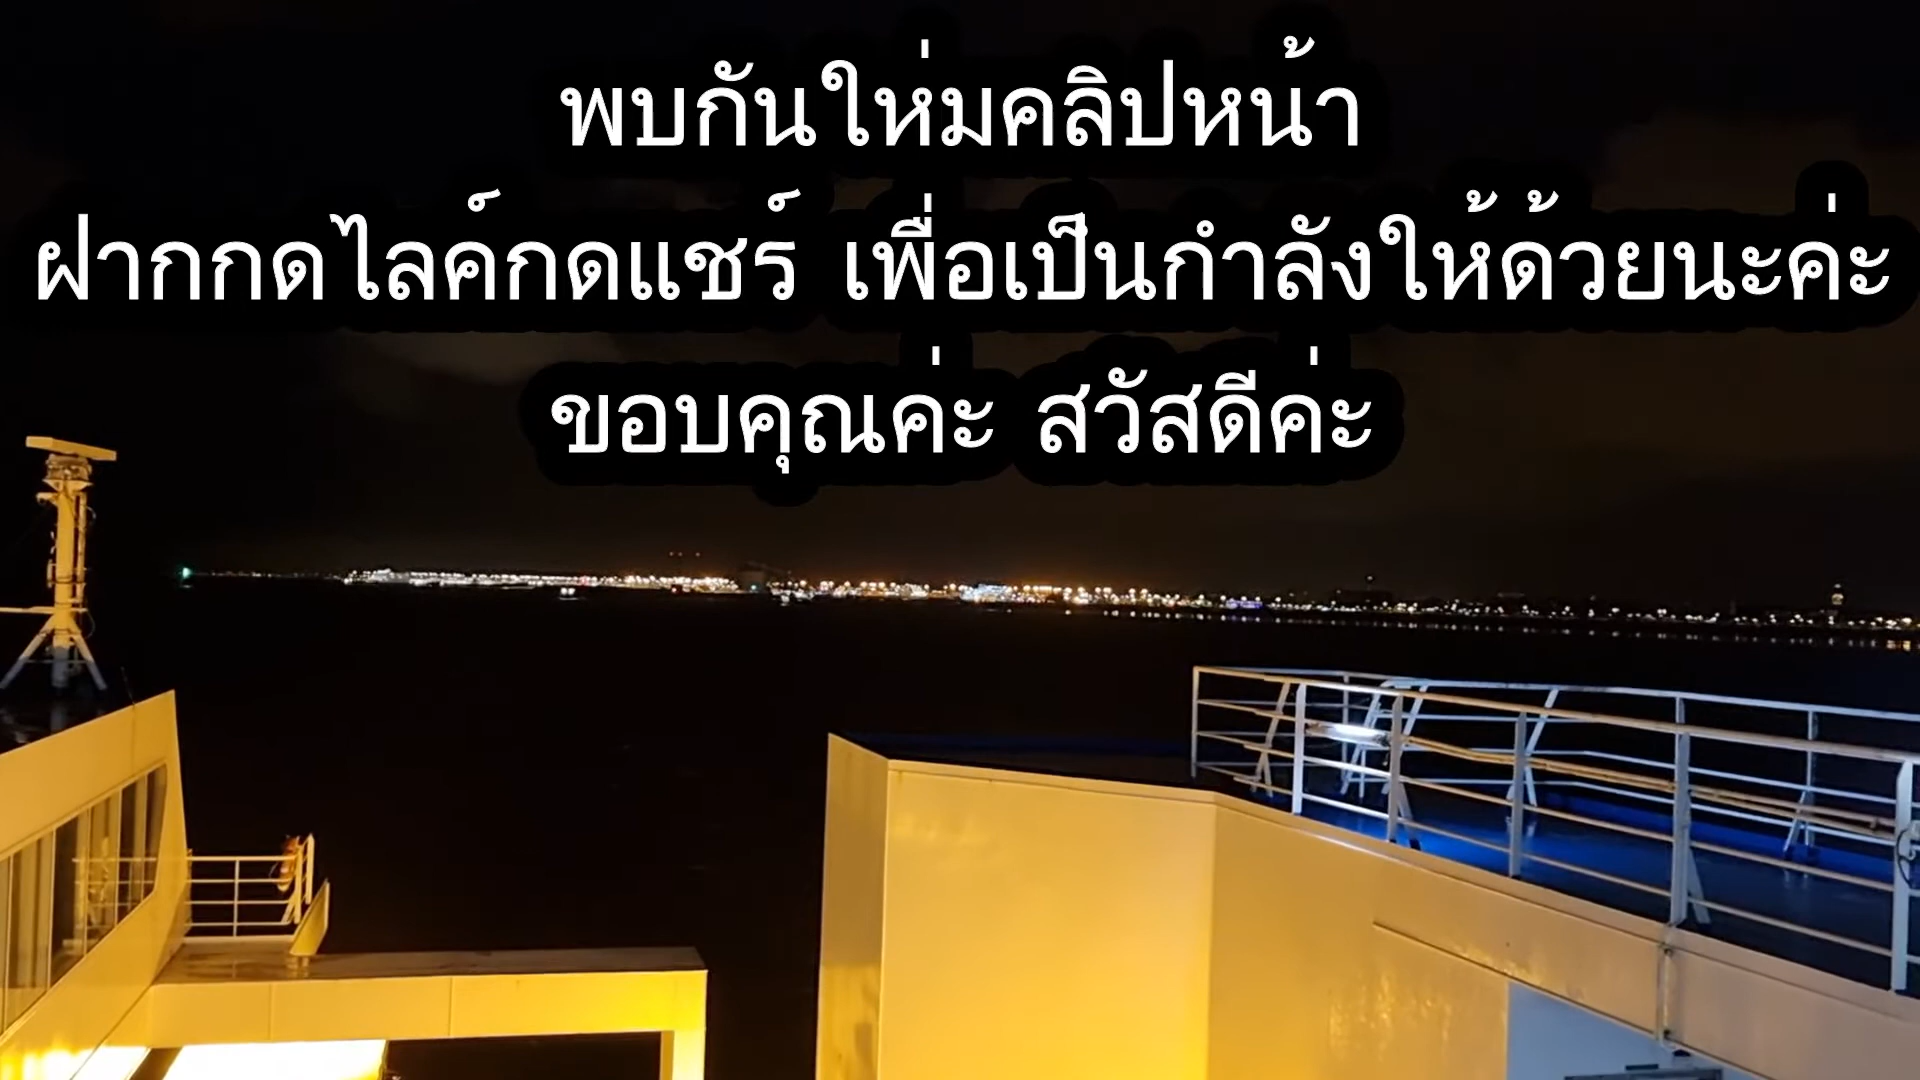 พบกันให่มคลิปหน้า
ฝากกดไลค์กดแชร์ เพื่อเป็นกำลังให้ด้วยนะค่ะ
ขอบคุณค่ะ สวัสดีค่ะ